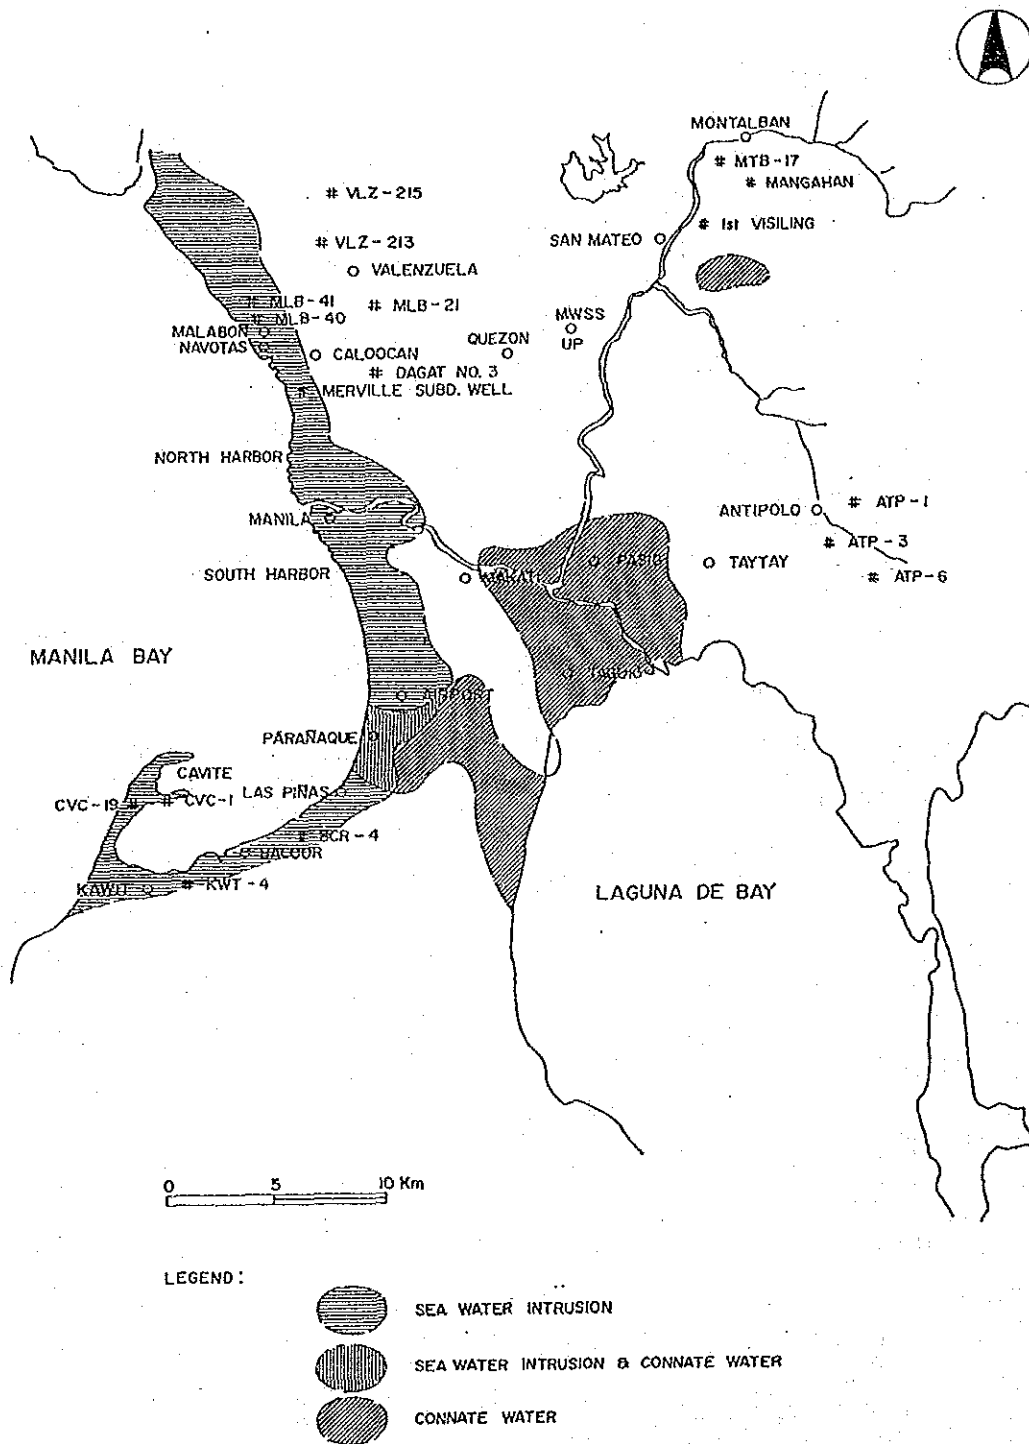 MONTALBAN
# MTB-17
# MANGAHAN
# VLZ-215
# 1st VISILING
SAN MATEO
# VLZ-213
VALENZUELA
# MLB-41
# MLB-21
# MLB-40
MWSS
MALABON
UP
QUEZON
NAVOTAS
CALOOCAN
# DAGAT NO. 3
# MERVILLE SUBD. WELL
NORTH HARBOR
MANILA
ANTIPOLO
# ATP-1
# ATP-3
SOUTH HARBOR
MAKATI
PASIG
TAYTAY
# ATP-6
MANILA BAY
TAGUIG
AIRPORT
PARAÑAQUE
CAVITE
LAS PIÑAS
CVC-19 #
# CVC-1
# BCR-4
BACOOR
KAWIT
# KWT-4
LAGUNA DE BAY
0 5 10 Km
LEGEND:
SEA WATER INTRUSION
SEA WATER INTRUSION & CONNATE WATER
CONNATE WATER